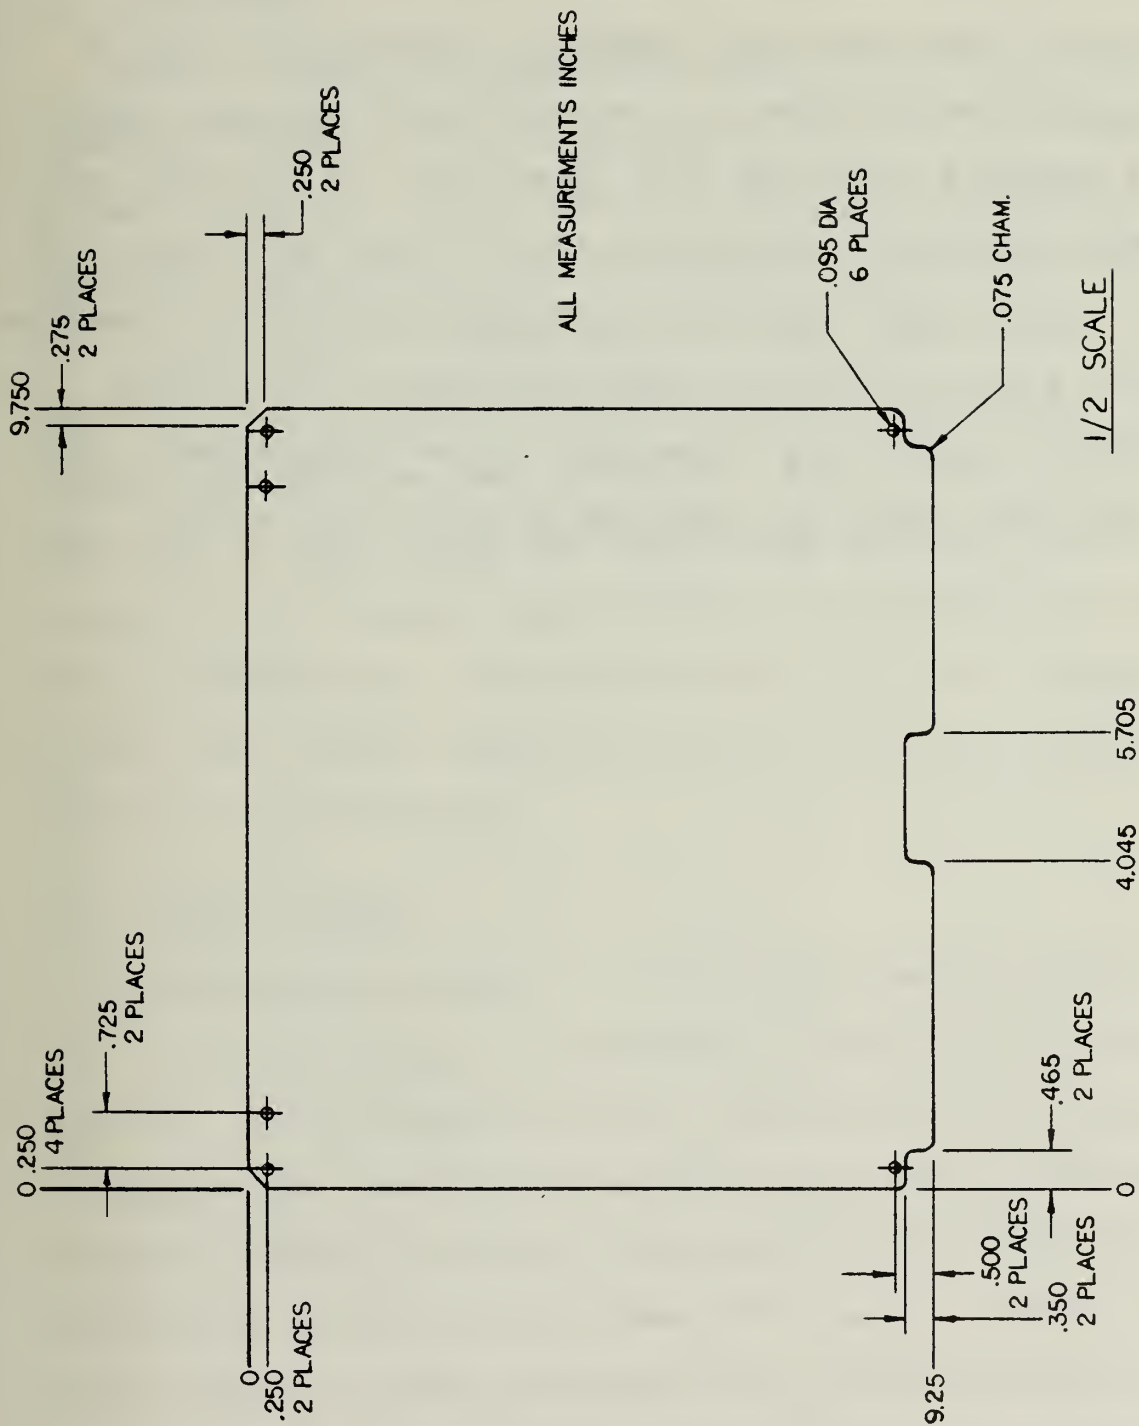 0
.250
4 PLACES
.725
2 PLACES
9.750
.275
2 PLACES
.250
2 PLACES
0
.250
2 PLACES
ALL MEASUREMENTS INCHES
.095 DIA
6 PLACES
.075 CHAM.
9.25
.500
2 PLACES
.350
2 PLACES
0
.465
2 PLACES
4.045
5.705
1/2 SCALE